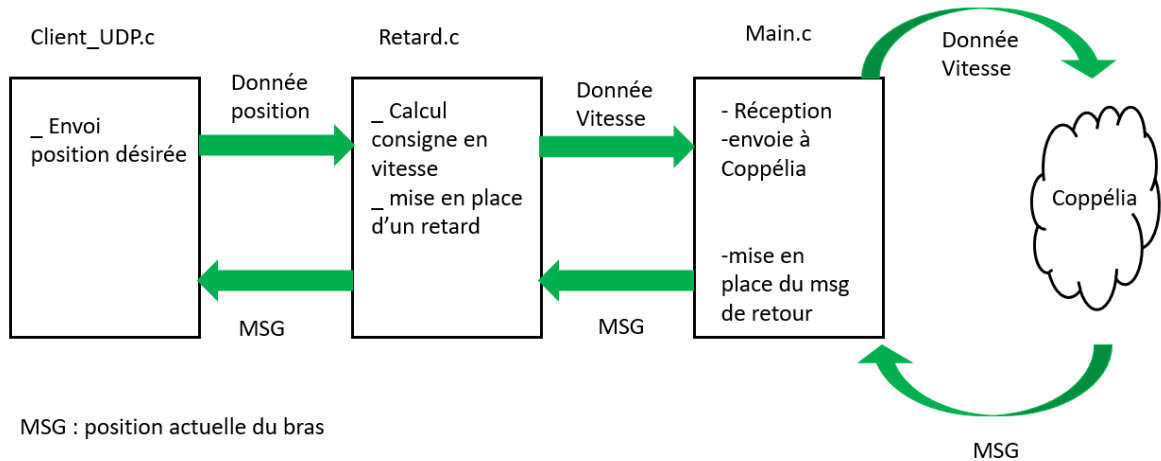 Client_UDP.c
Retard.c
Main.c
Donnée
Vitesse
Donnée
position
Donnée
Vitesse
_ Envoi
position désirée
_ Calcul
consigne en
vitesse
_ mise en place
d'un retard
- Réception
-envoie à
Coppélia
-mise en
place du msg
de retour
Coppélia
MSG
MSG
MSG : position actuelle du bras
MSG